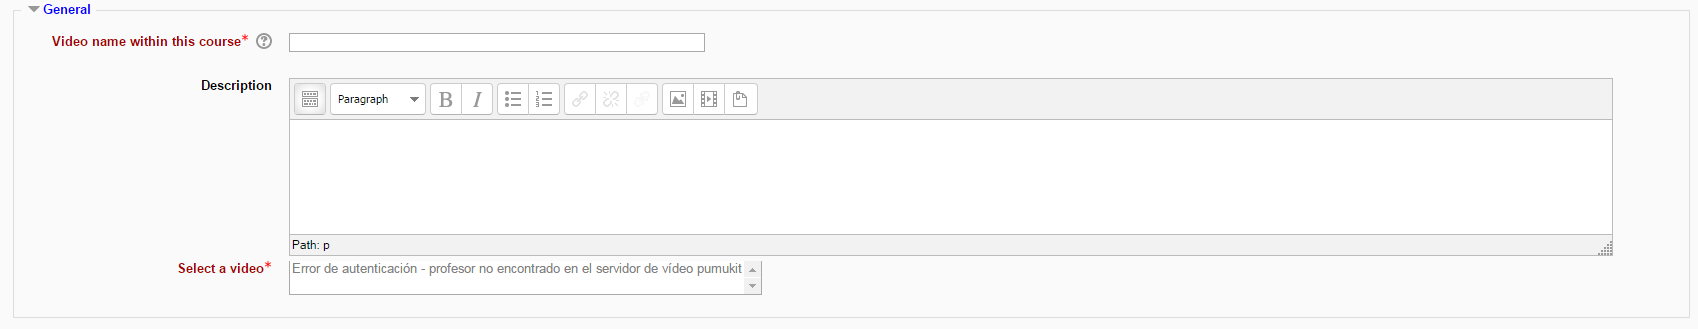 General
Video name within this course*
Description
Paragraph
B I
Path: p
Select a video*
Error de autenticación - profesor no encontrado en el servidor de vídeo pumukit